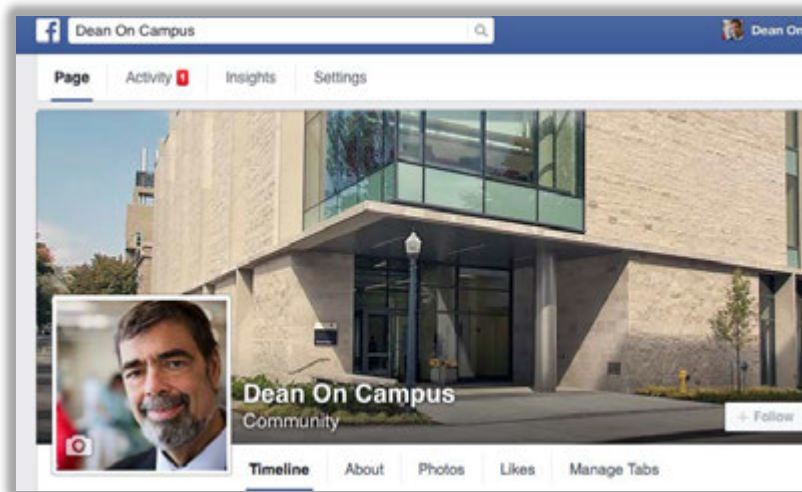 f Dean On Campus Dean On
Page Activity 1 Insights Settings
Dean On Campus
Community
+ Follow
Timeline About Photos Likes Manage Tabs